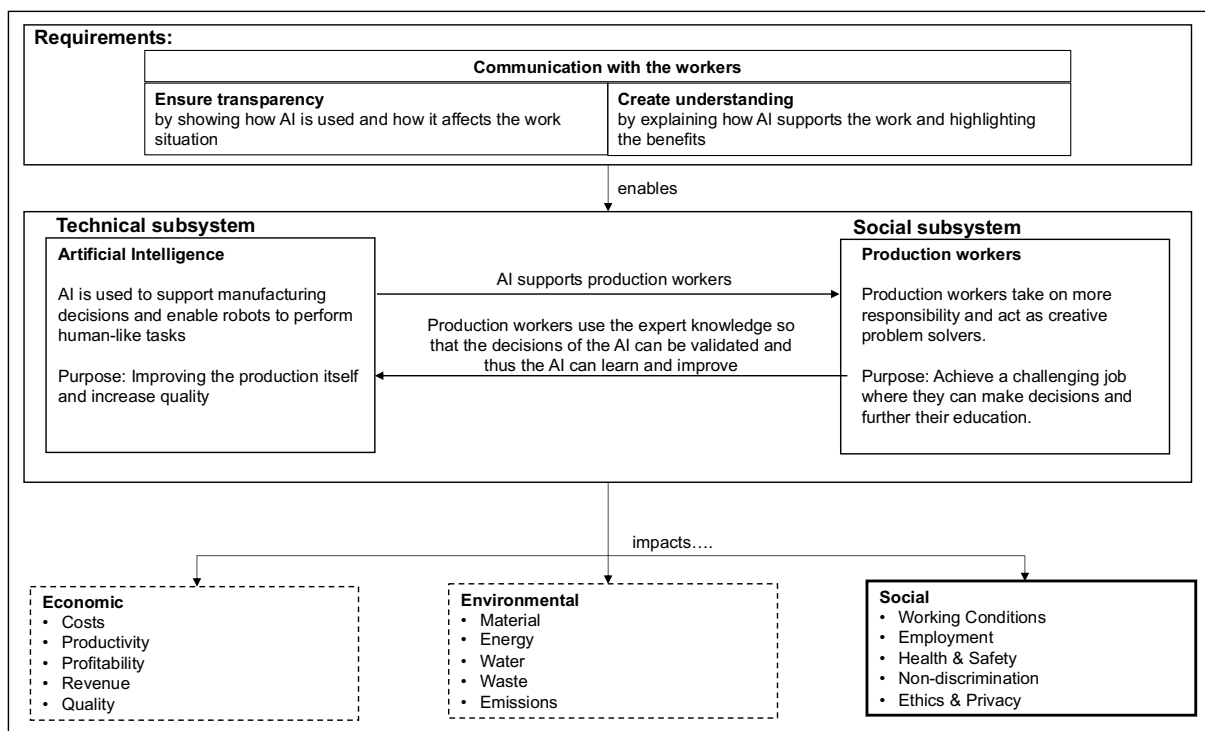 Requirements:
Communication with the workers
Ensure transparency
by showing how AI is used and how it affects the work
situation
Create understanding
by explaining how AI supports the work and highlighting
the benefits
enables
Technical subsystem
Artificial Intelligence
AI is used to support manufacturing
decisions and enable robots to perform
human-like tasks
Purpose: Improving the production itself
and increase quality
AI supports production workers
Production workers use the expert knowledge so
that the decisions of the AI can be validated and
thus the AI can learn and improve
Social subsystem
Production workers
Production workers take on more
responsibility and act as creative
problem solvers.
Purpose: Achieve a challenging job
where they can make decisions and
further their education.
impacts….
Economic
• Costs
• Productivity
• Profitability
• Revenue
• Quality
Environmental
• Material
• Energy
• Water
• Waste
• Emissions
Social
• Working Conditions
• Employment
• Health & Safety
• Non-discrimination
• Ethics & Privacy